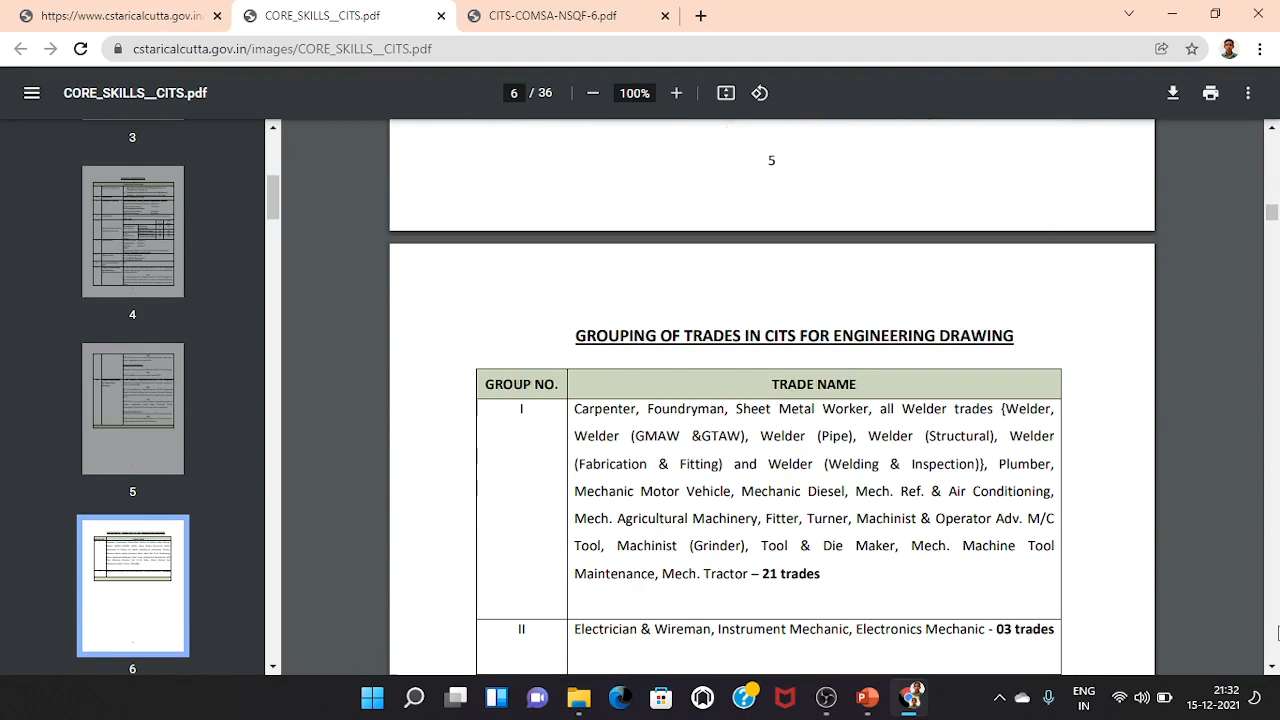 https://www.cstaricalcutta.gov.in
CORE_SKILLS__CITS.pdf
CITS-COMSA-NSQF-6.pdf
cstaricalcutta.gov.in/images/CORE_SKILLS__CITS.pdf
CORE_SKILLS__CITS.pdf
6 / 36
100%
3
4
5
6
5
GROUPING OF TRADES IN CITS FOR ENGINEERING DRAWING
GROUP NO. TRADE NAME
I Carpenter, Foundryman, Sheet Metal Worker, all Welder trades {Welder,
Welder (GMAW &GTAW), Welder (Pipe), Welder (Structural), Welder
(Fabrication & Fitting) and Welder (Welding & Inspection)}, Plumber,
Mechanic Motor Vehicle, Mechanic Diesel, Mech. Ref. & Air Conditioning,
Mech. Agricultural Machinery, Fitter, Turner, Machinist & Operator Adv. M/C
Tool, Machinist (Grinder), Tool & Die Maker, Mech. Machine Tool
Maintenance, Mech. Tractor – 21 trades
II Electrician & Wireman, Instrument Mechanic, Electronics Mechanic - 03 trades
ENG
IN
21:32
15-12-2021